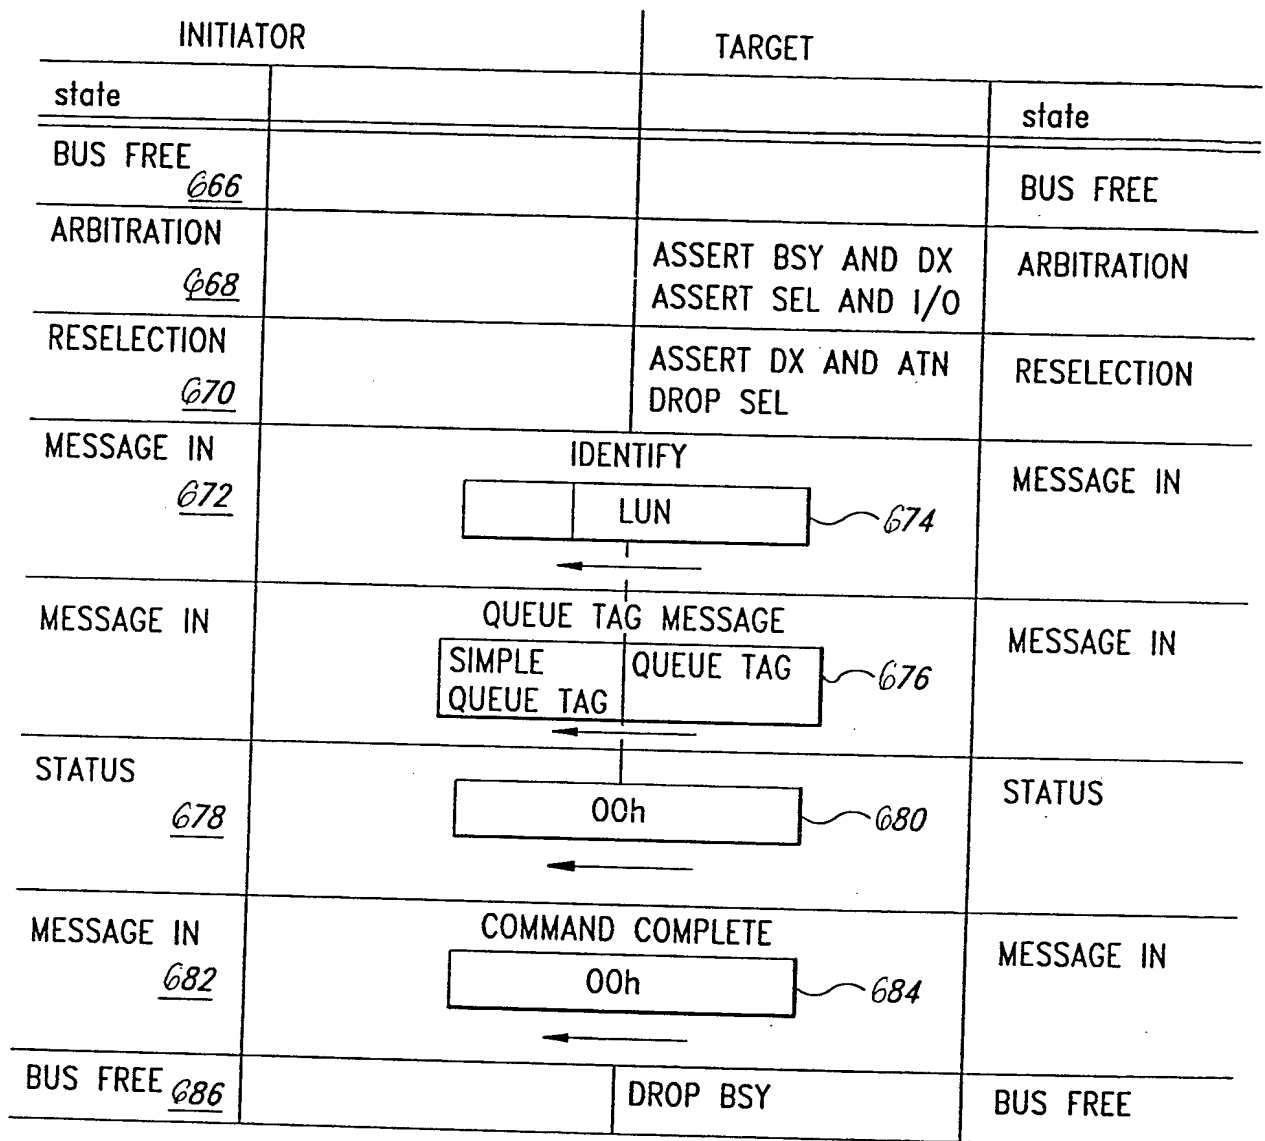 INITIATOR TARGET
state state
BUS FREE 666 BUS FREE
ARBITRATION 668 ASSERT BSY AND DX ARBITRATION
ASSERT SEL AND I/O
RESELECTION 670 ASSERT DX AND ATN RESELECTION
DROP SEL
MESSAGE IN 672 IDENTIFY MESSAGE IN
LUN 674
MESSAGE IN QUEUE TAG MESSAGE MESSAGE IN
SIMPLE QUEUE TAG 676
QUEUE TAG
STATUS 678 00h 680 STATUS
MESSAGE IN 682 COMMAND COMPLETE MESSAGE IN
00h 684
BUS FREE 686 DROP BSY BUS FREE